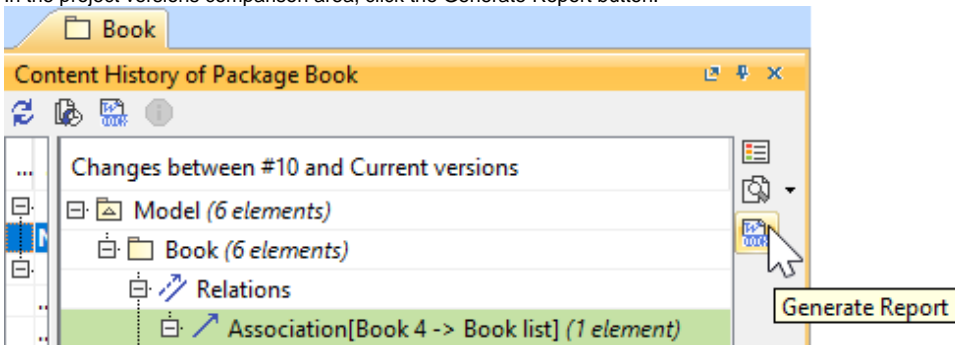 In the project versions comparison area, click the Generate Report button.
Book
Content History of Package Book
...
Changes between #10 and Current versions
Model (6 elements)
Book (6 elements)
Relations
Association[Book 4 -> Book list] (1 element)
Generate Report